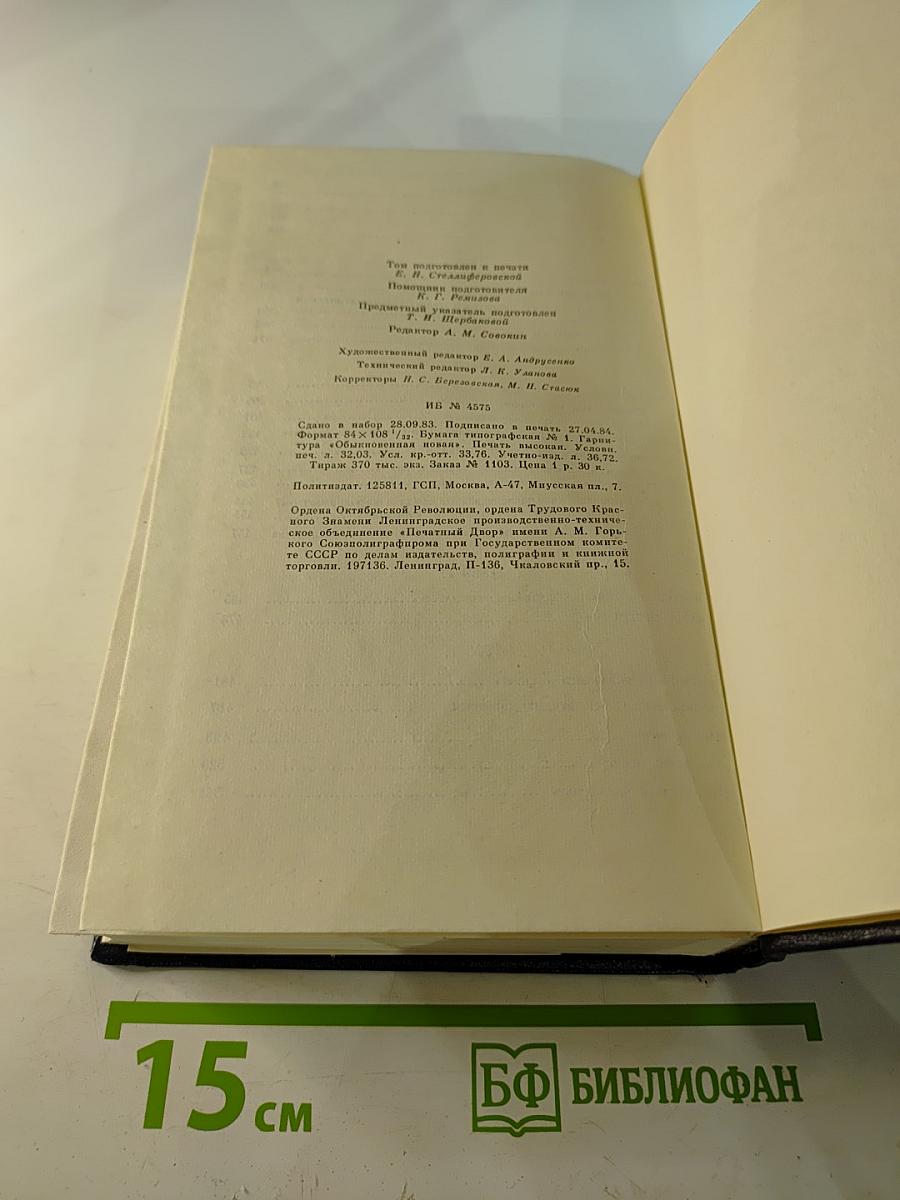 Том подготовлен к печати
Е. Н. Стеллиферовской
Помощник подготовителя
К. Г. Ремизова
Предметный указатель подготовлен
Т. И. Щербаковой
Редактор А. М. Совокин
Художественный редактор Е. А. Андрусенко
Технический редактор Л. К. Уланова
Корректоры Н. С. Березовская, М. Н. Стасюк
ИБ № 4575
Сдано в набор 28.09.83. Подписано в печать 27.04.84.
Формат 84×108 1/32. Бумага типографская № 1. Гарни-
тура «Обыкновенная новая». Печать высокая. Условн.
печ. л. 32,03. Усл. кр.-отт. 33,76. Учетно-изд. л. 36,72.
Тираж 370 тыс. экз. Заказ № 1103. Цена 1 р. 30 к.
Политиздат. 125811, ГСП, Москва, А-47, Миусская пл., 7.
Ордена Октябрьской Революции, ордена Трудового Крас-
ного Знамени Ленинградское производственно-техниче-
ское объединение «Печатный Двор» имени А. М. Горь-
кого Союзполиграфпрома при Государственном комите-
те СССР по делам издательств, полиграфии и книжной
торговли. 197136. Ленинград, П-136, Чкаловский пр., 15.
15 см
БФ БИБЛИОФАН